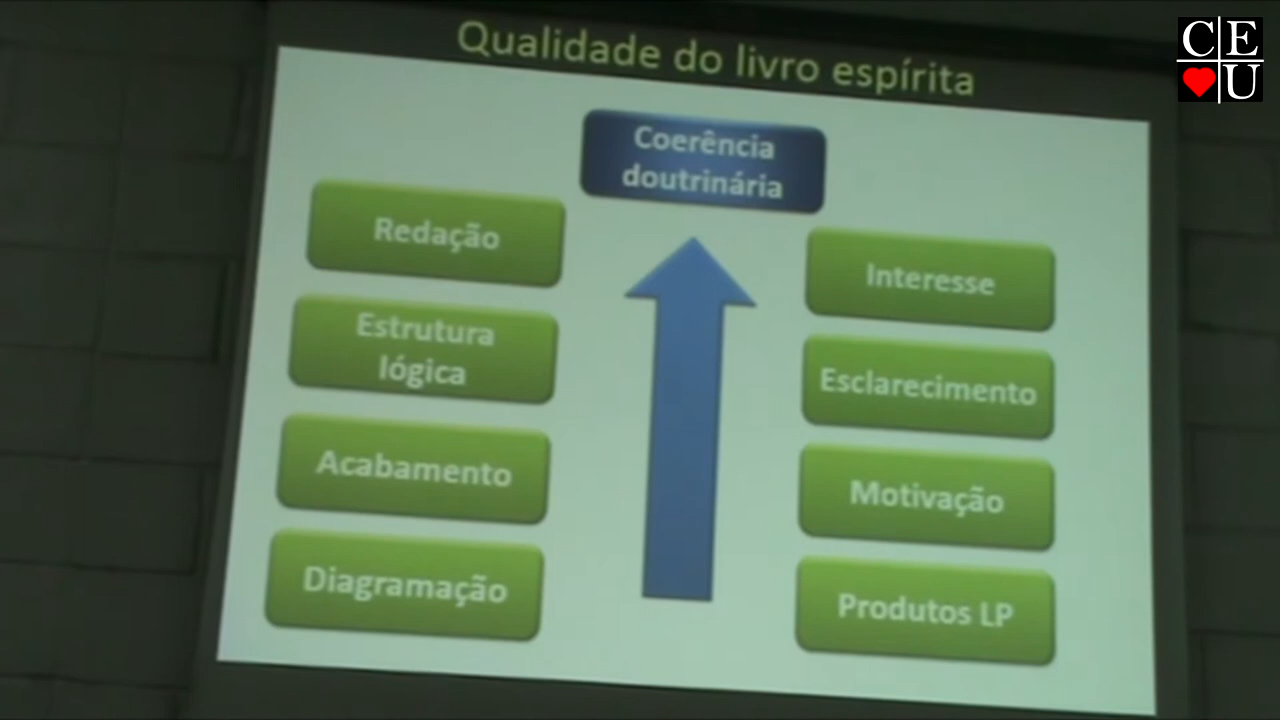 Qualidade do livro espírita
Coerência
doutrinária
Redação
Estrutura
lógica
Acabamento
Diagramação
Interesse
Esclarecimento
Motivação
Produtos LP
CE
U